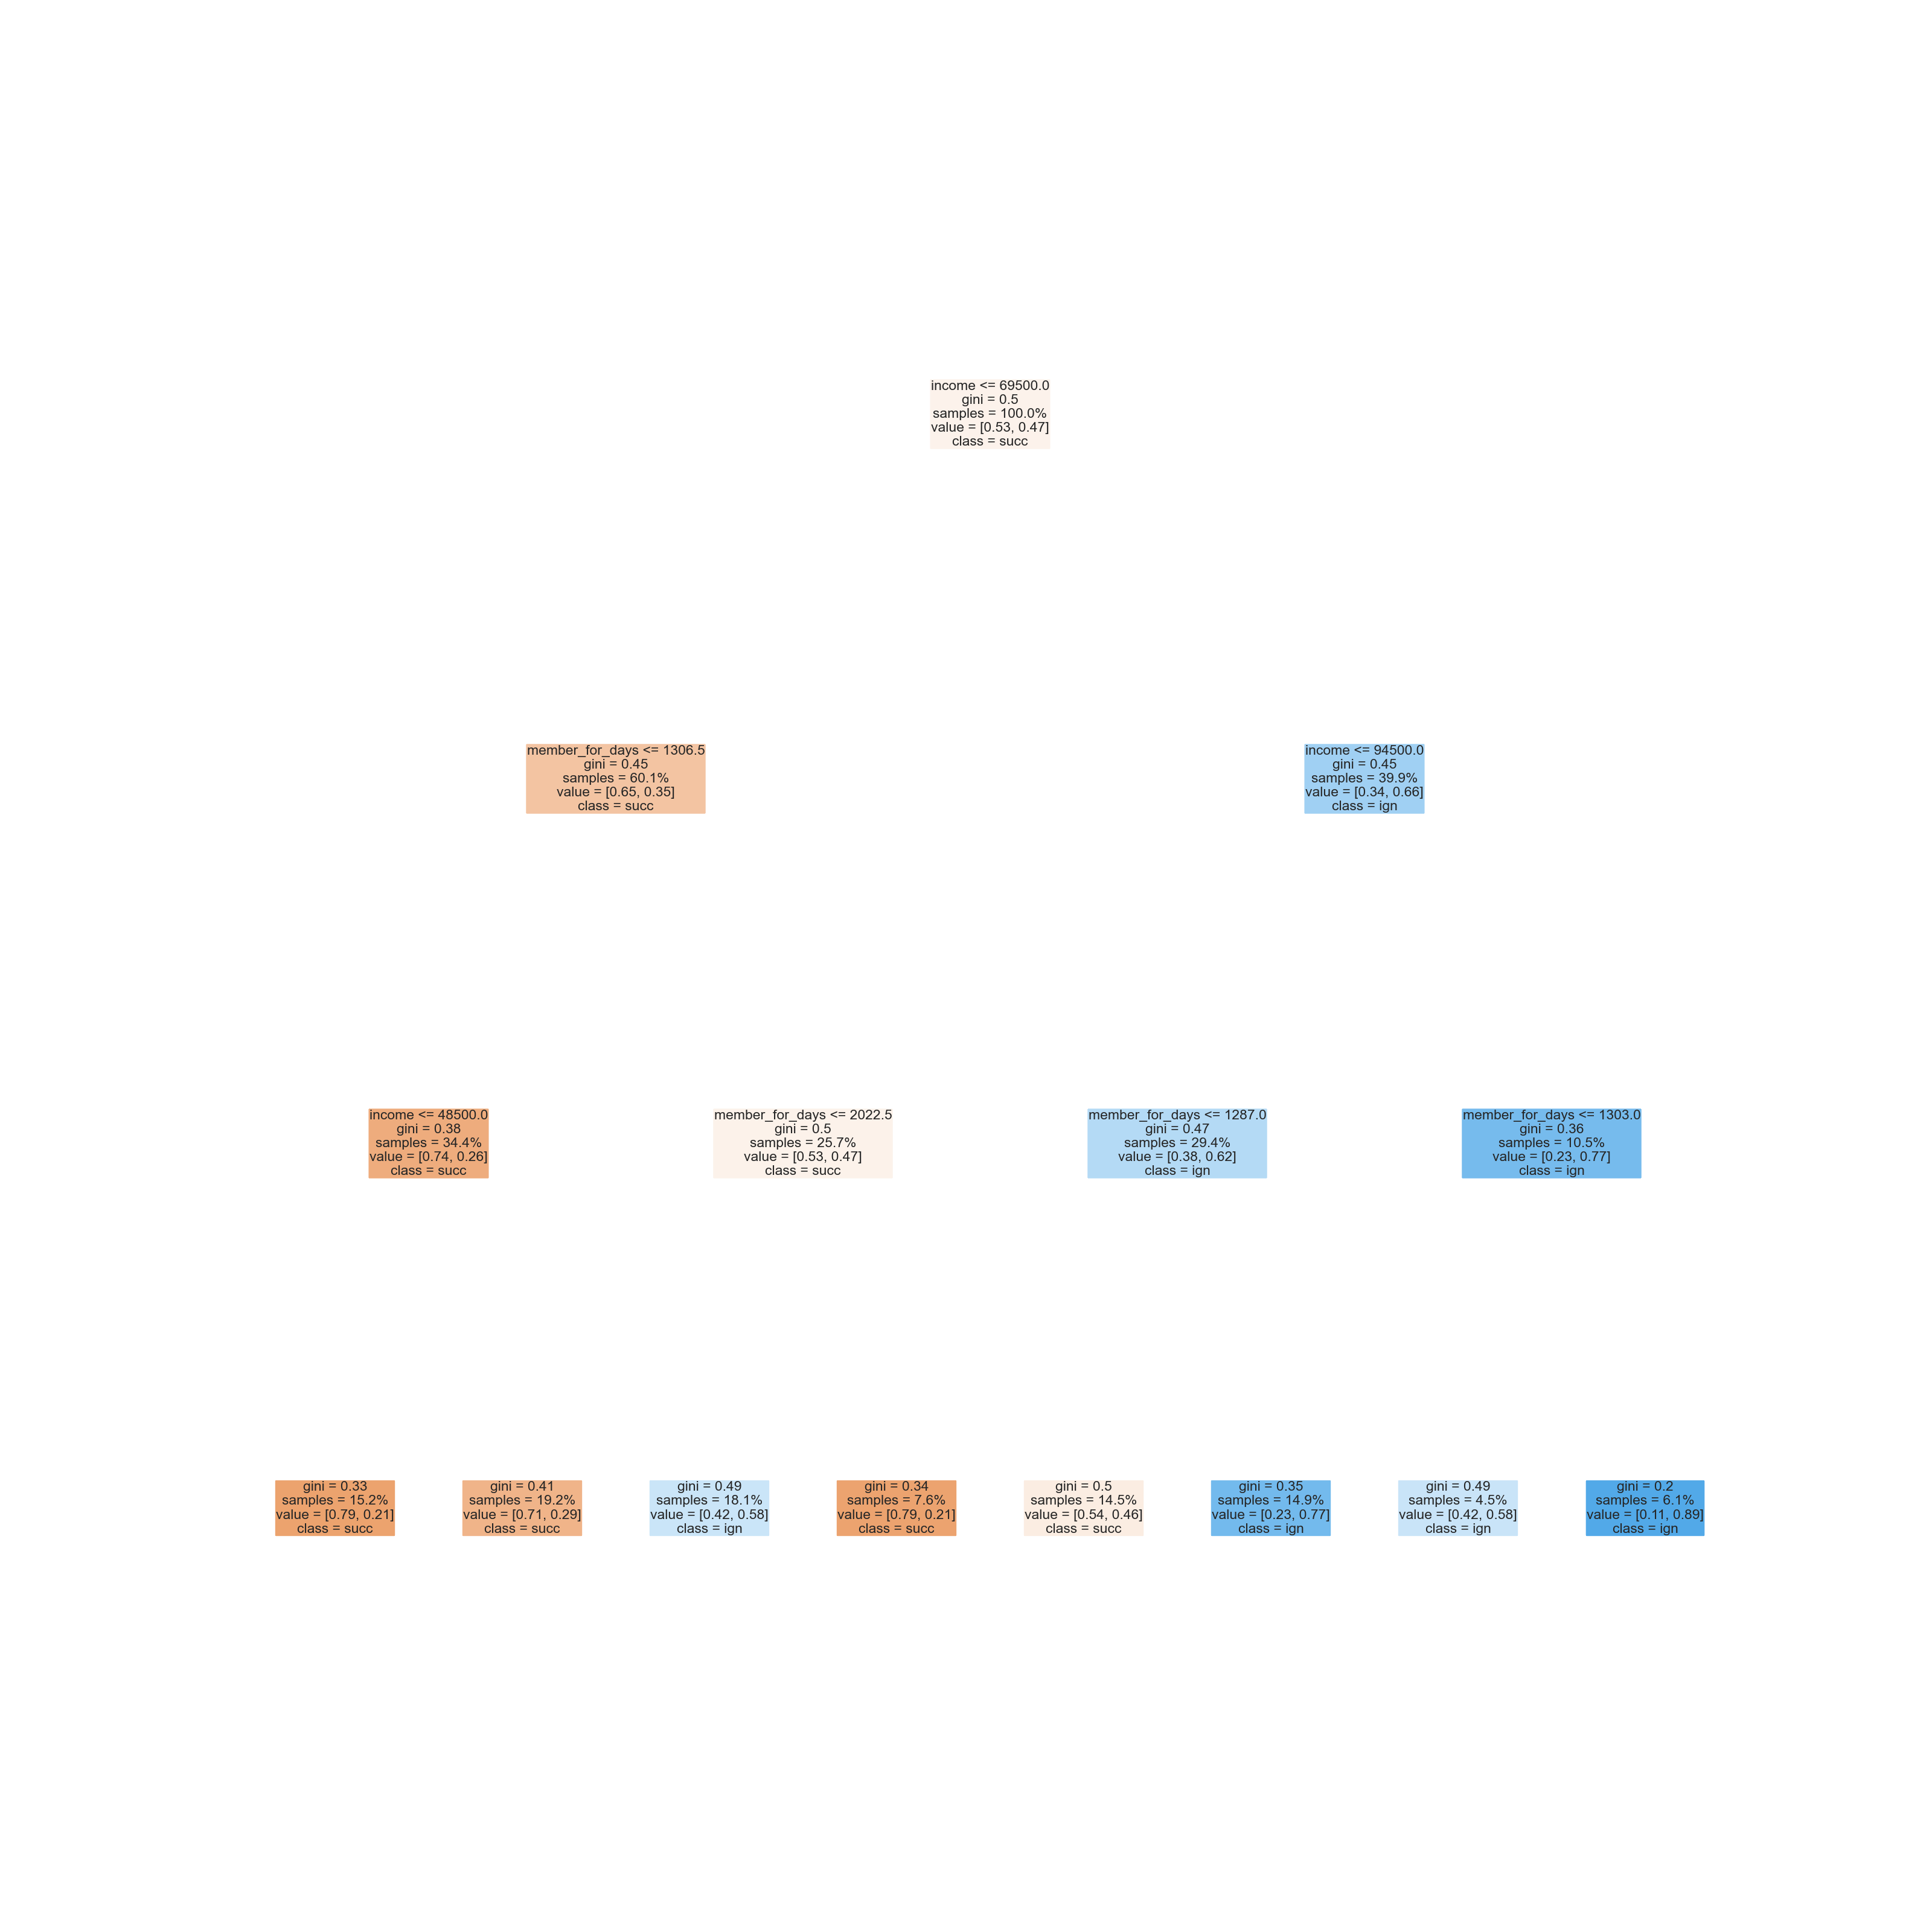 income <= 69500.0
gini = 0.5
samples = 100.0%
value = [0.53, 0.47]
class = succ
member_for_days <= 1306.5
gini = 0.45
samples = 60.1%
value = [0.65, 0.35]
class = succ
income <= 94500.0
gini = 0.45
samples = 39.9%
value = [0.34, 0.66]
class = ign
income <= 48500.0
gini = 0.38
samples = 34.4%
value = [0.74, 0.26]
class = succ
member_for_days <= 2022.5
gini = 0.5
samples = 25.7%
value = [0.53, 0.47]
class = succ
member_for_days <= 1287.0
gini = 0.47
samples = 29.4%
value = [0.38, 0.62]
class = ign
member_for_days <= 1303.0
gini = 0.36
samples = 10.5%
value = [0.23, 0.77]
class = ign
gini = 0.33
samples = 15.2%
value = [0.79, 0.21]
class = succ
gini = 0.41
samples = 19.2%
value = [0.71, 0.29]
class = succ
gini = 0.49
samples = 18.1%
value = [0.42, 0.58]
class = ign
gini = 0.34
samples = 7.6%
value = [0.79, 0.21]
class = succ
gini = 0.5
samples = 14.5%
value = [0.54, 0.46]
class = succ
gini = 0.35
samples = 14.9%
value = [0.23, 0.77]
class = ign
gini = 0.49
samples = 4.5%
value = [0.42, 0.58]
class = ign
gini = 0.2
samples = 6.1%
value = [0.11, 0.89]
class = ign